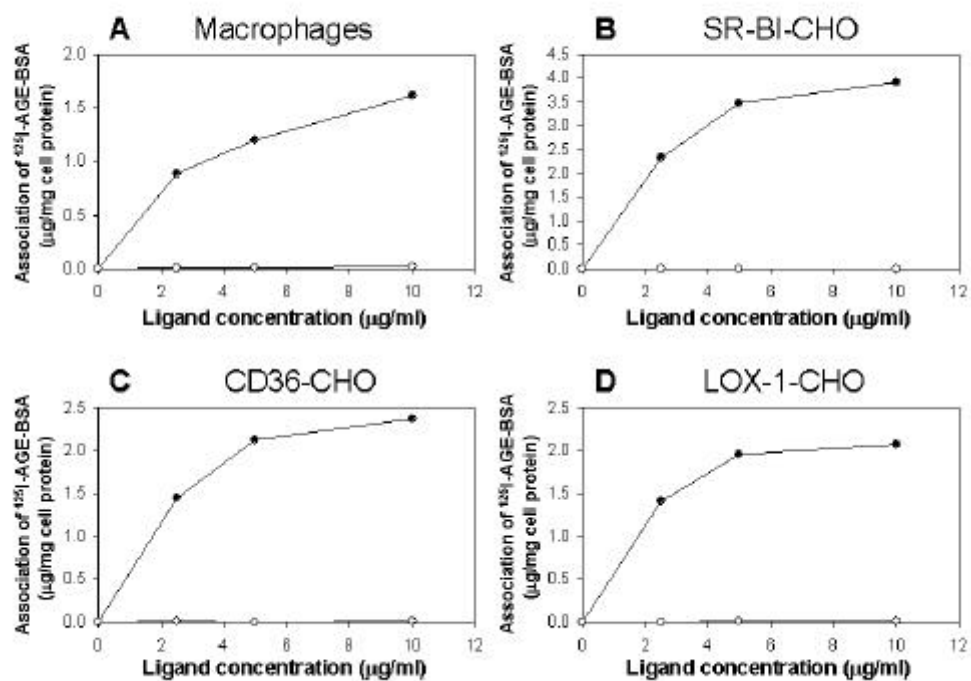 A Macrophages
Association of ¹²⁵I-AGE-BSA
(μg/mg cell protein)
2.0
1.5
1.0
0.5
0.0
0 2 4 6 8 10 12
Ligand concentration (μg/ml)
B SR-BI-CHO
Association of ¹²⁵I-AGE-BSA
(μg/mg cell protein)
4.5
4.0
3.5
3.0
2.5
2.0
1.5
1.0
0.5
0.0
0 2 4 6 8 10 12
Ligand concentration (μg/ml)
C CD36-CHO
Association of ¹²⁵I-AGE-BSA
(μg/mg cell protein)
2.5
2.0
1.5
1.0
0.5
0.0
0 2 4 6 8 10 12
Ligand concentration (μg/ml)
D LOX-1-CHO
Association of ¹²⁵I-AGE-BSA
(μg/mg cell protein)
2.5
2.0
1.5
1.0
0.5
0.0
0 2 4 6 8 10 12
Ligand concentration (μg/ml)